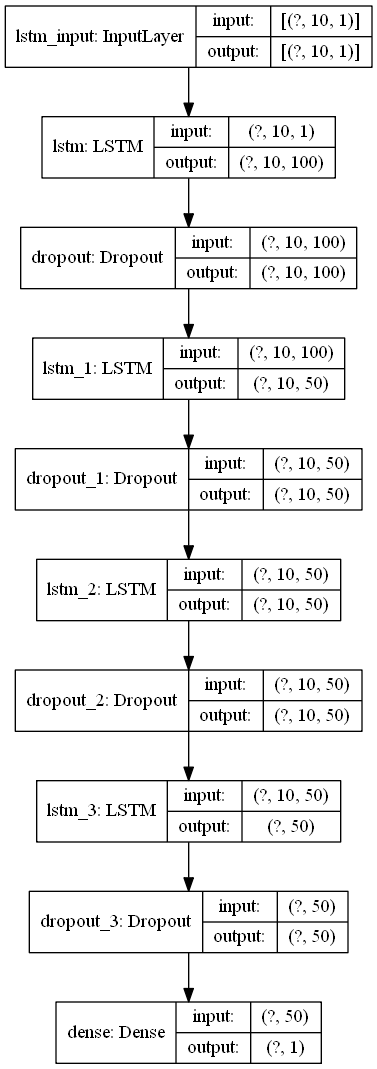 lstm_input: InputLayer
input: [(?, 10, 1)]
output: [(?, 10, 1)]
lstm: LSTM
input: (?, 10, 1)
output: (?, 10, 100)
dropout: Dropout
input: (?, 10, 100)
output: (?, 10, 100)
lstm_1: LSTM
input: (?, 10, 100)
output: (?, 10, 50)
dropout_1: Dropout
input: (?, 10, 50)
output: (?, 10, 50)
lstm_2: LSTM
input: (?, 10, 50)
output: (?, 10, 50)
dropout_2: Dropout
input: (?, 10, 50)
output: (?, 10, 50)
lstm_3: LSTM
input: (?, 10, 50)
output: (?, 50)
dropout_3: Dropout
input: (?, 50)
output: (?, 50)
dense: Dense
input: (?, 50)
output: (?, 1)